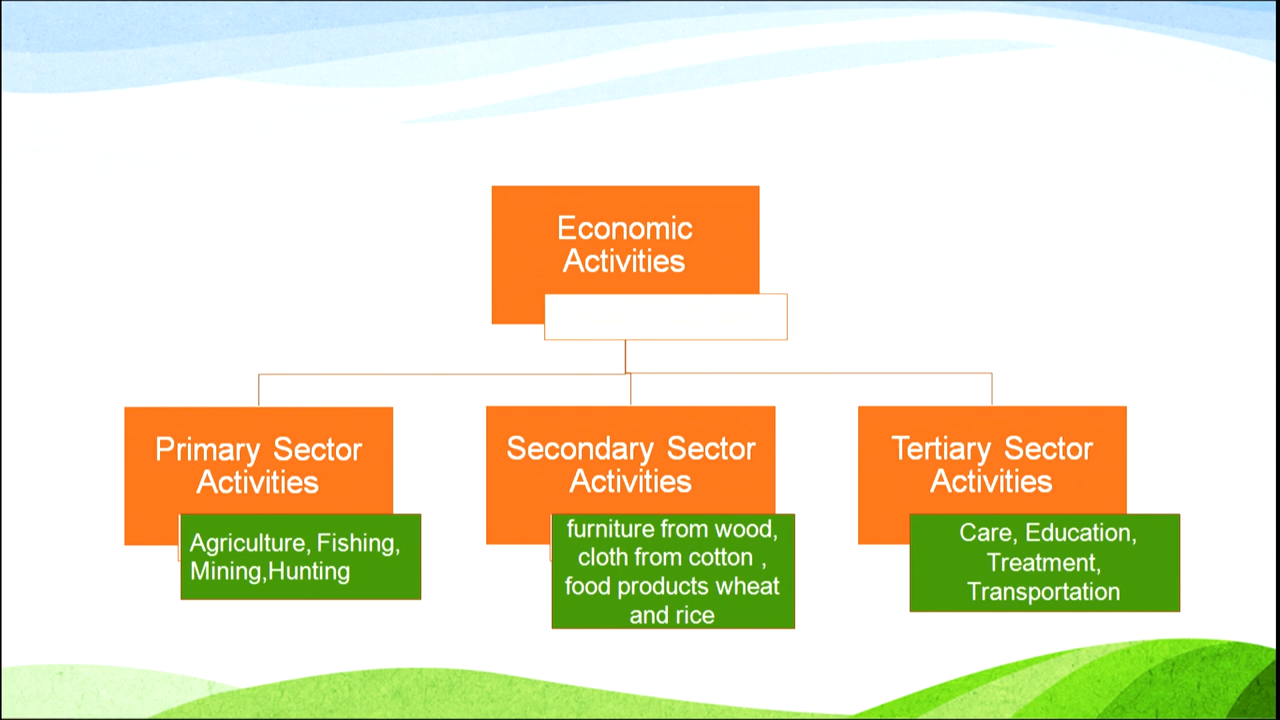 Economic
Activities
Primary Sector
Activities
Agriculture, Fishing,
Mining,Hunting
Secondary Sector
Activities
furniture from wood,
cloth from cotton ,
food products wheat
and rice
Tertiary Sector
Activities
Care, Education,
Treatment,
Transportation